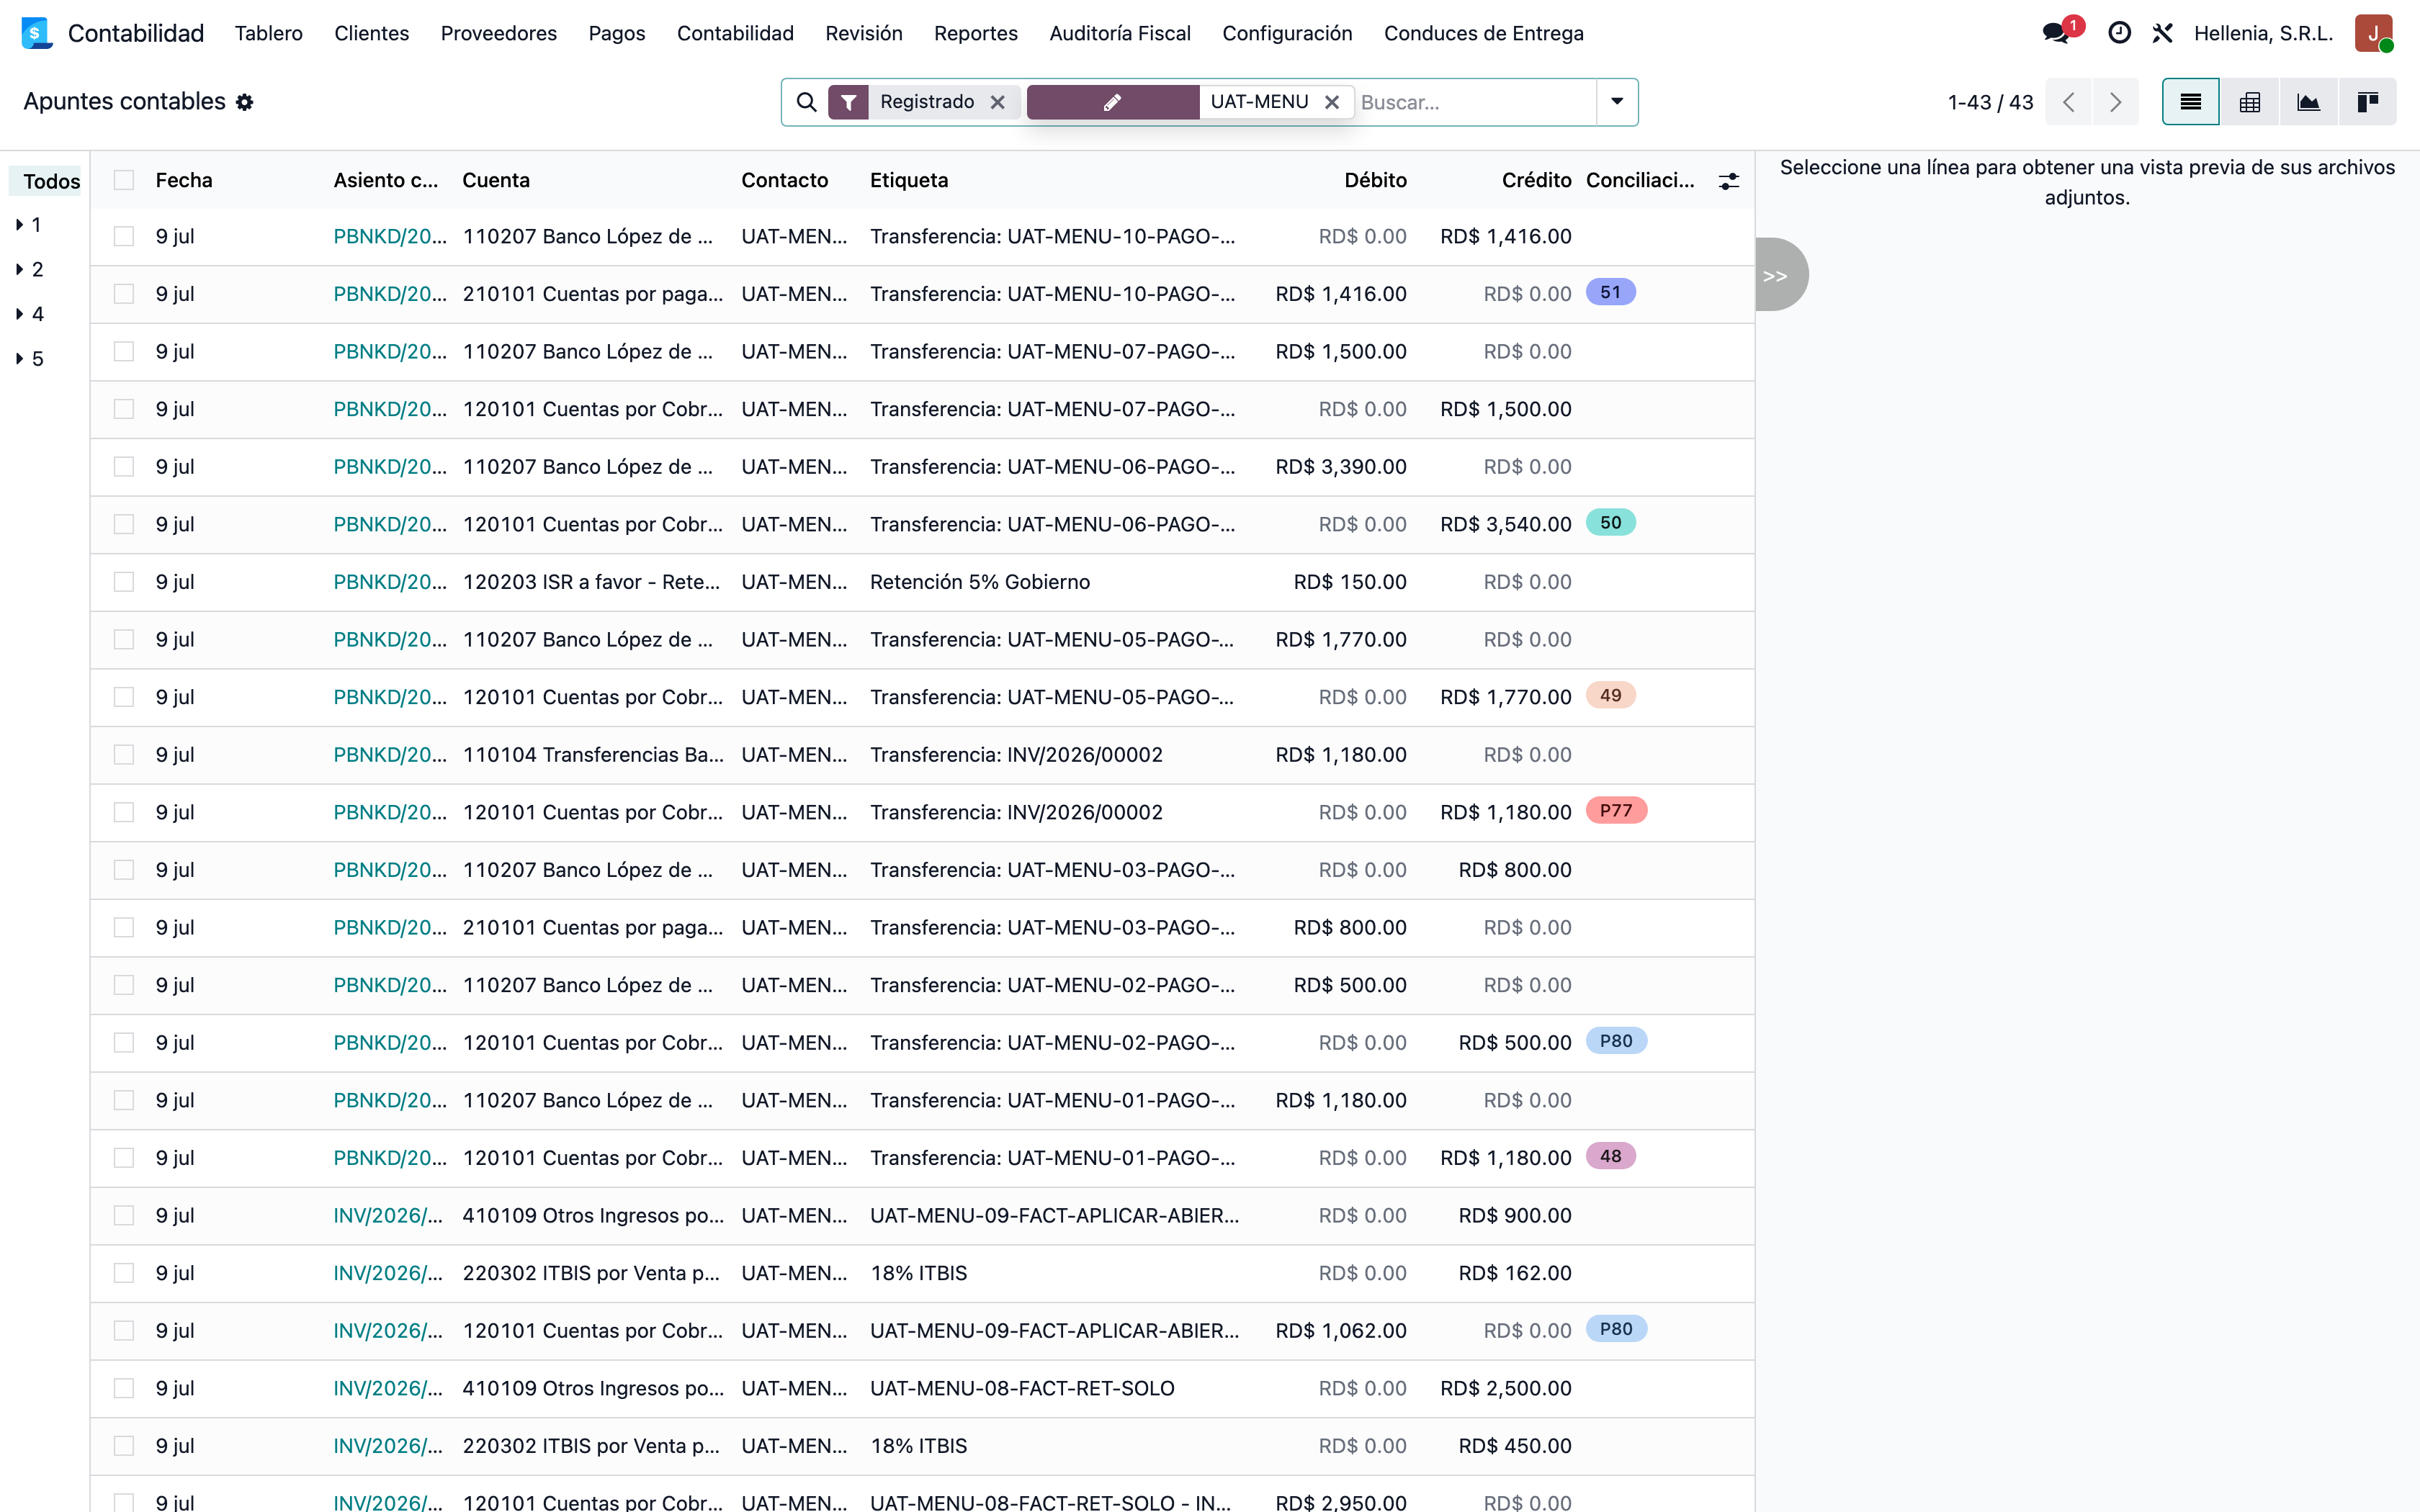 $ Contabilidad Tablero Clientes Proveedores Pagos Contabilidad Revisión Reportes Auditoría Fiscal Configuración Conduces de Entrega 1 Hellenia, S.R.L. J
Apuntes contables Registrado UAT-MENU Buscar... 1-43 / 43
Todos
1
2
4
5
Fecha Asiento c... Cuenta Contacto Etiqueta Débito Crédito Conciliaci...
9 jul PBNKD/20... 110207 Banco López de ... UAT-MEN... Transferencia: UAT-MENU-10-PAGO-... RD$ 0.00 RD$ 1,416.00
9 jul PBNKD/20... 210101 Cuentas por paga... UAT-MEN... Transferencia: UAT-MENU-10-PAGO-... RD$ 1,416.00 RD$ 0.00 51
9 jul PBNKD/20... 110207 Banco López de ... UAT-MEN... Transferencia: UAT-MENU-07-PAGO-... RD$ 1,500.00 RD$ 0.00
9 jul PBNKD/20... 120101 Cuentas por Cobr... UAT-MEN... Transferencia: UAT-MENU-07-PAGO-... RD$ 0.00 RD$ 1,500.00
9 jul PBNKD/20... 110207 Banco López de ... UAT-MEN... Transferencia: UAT-MENU-06-PAGO-... RD$ 3,390.00 RD$ 0.00
9 jul PBNKD/20... 120101 Cuentas por Cobr... UAT-MEN... Transferencia: UAT-MENU-06-PAGO-... RD$ 0.00 RD$ 3,540.00 50
9 jul PBNKD/20... 120203 ISR a favor - Rete... UAT-MEN... Retención 5% Gobierno RD$ 150.00 RD$ 0.00
9 jul PBNKD/20... 110207 Banco López de ... UAT-MEN... Transferencia: UAT-MENU-05-PAGO-... RD$ 1,770.00 RD$ 0.00
9 jul PBNKD/20... 120101 Cuentas por Cobr... UAT-MEN... Transferencia: UAT-MENU-05-PAGO-... RD$ 0.00 RD$ 1,770.00 49
9 jul PBNKD/20... 110104 Transferencias Ba... UAT-MEN... Transferencia: INV/2026/00002 RD$ 1,180.00 RD$ 0.00
9 jul PBNKD/20... 120101 Cuentas por Cobr... UAT-MEN... Transferencia: INV/2026/00002 RD$ 0.00 RD$ 1,180.00 P77
9 jul PBNKD/20... 110207 Banco López de ... UAT-MEN... Transferencia: UAT-MENU-03-PAGO-... RD$ 0.00 RD$ 800.00
9 jul PBNKD/20... 210101 Cuentas por paga... UAT-MEN... Transferencia: UAT-MENU-03-PAGO-... RD$ 800.00 RD$ 0.00
9 jul PBNKD/20... 110207 Banco López de ... UAT-MEN... Transferencia: UAT-MENU-02-PAGO-... RD$ 500.00 RD$ 0.00
9 jul PBNKD/20... 120101 Cuentas por Cobr... UAT-MEN... Transferencia: UAT-MENU-02-PAGO-... RD$ 0.00 RD$ 500.00 P80
9 jul PBNKD/20... 110207 Banco López de ... UAT-MEN... Transferencia: UAT-MENU-01-PAGO-... RD$ 1,180.00 RD$ 0.00
9 jul PBNKD/20... 120101 Cuentas por Cobr... UAT-MEN... Transferencia: UAT-MENU-01-PAGO-... RD$ 0.00 RD$ 1,180.00 48
9 jul INV/2026/... 410109 Otros Ingresos po... UAT-MEN... UAT-MENU-09-FACT-APLICAR-ABIER... RD$ 0.00 RD$ 900.00
9 jul INV/2026/... 220302 ITBIS por Venta p... UAT-MEN... 18% ITBIS RD$ 0.00 RD$ 162.00
9 jul INV/2026/... 120101 Cuentas por Cobr... UAT-MEN... UAT-MENU-09-FACT-APLICAR-ABIER... RD$ 1,062.00 RD$ 0.00 P80
9 jul INV/2026/... 410109 Otros Ingresos po... UAT-MEN... UAT-MENU-08-FACT-RET-SOLO RD$ 0.00 RD$ 2,500.00
9 jul INV/2026/... 220302 ITBIS por Venta p... UAT-MEN... 18% ITBIS RD$ 0.00 RD$ 450.00
9 jul INV/2026/... 120101 Cuentas por Cobr... UAT-MEN... UAT-MENU-08-FACT-RET-SOLO - IN... RD$ 2,950.00 RD$ 0.00
Seleccione una línea para obtener una vista previa de sus archivos
adjuntos.
>>